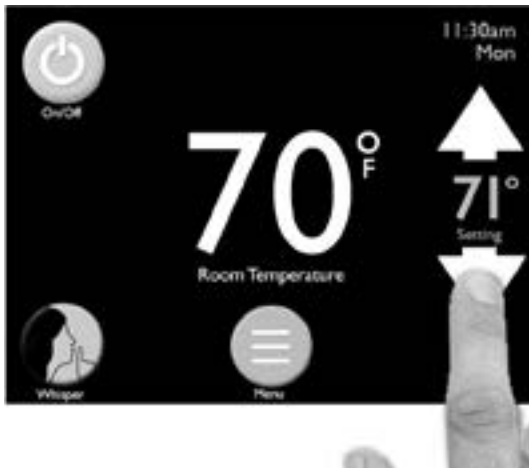 11:30am
Mon
On/Off
70°F
71°
Setting
Room Temperature
Whisper
Menu